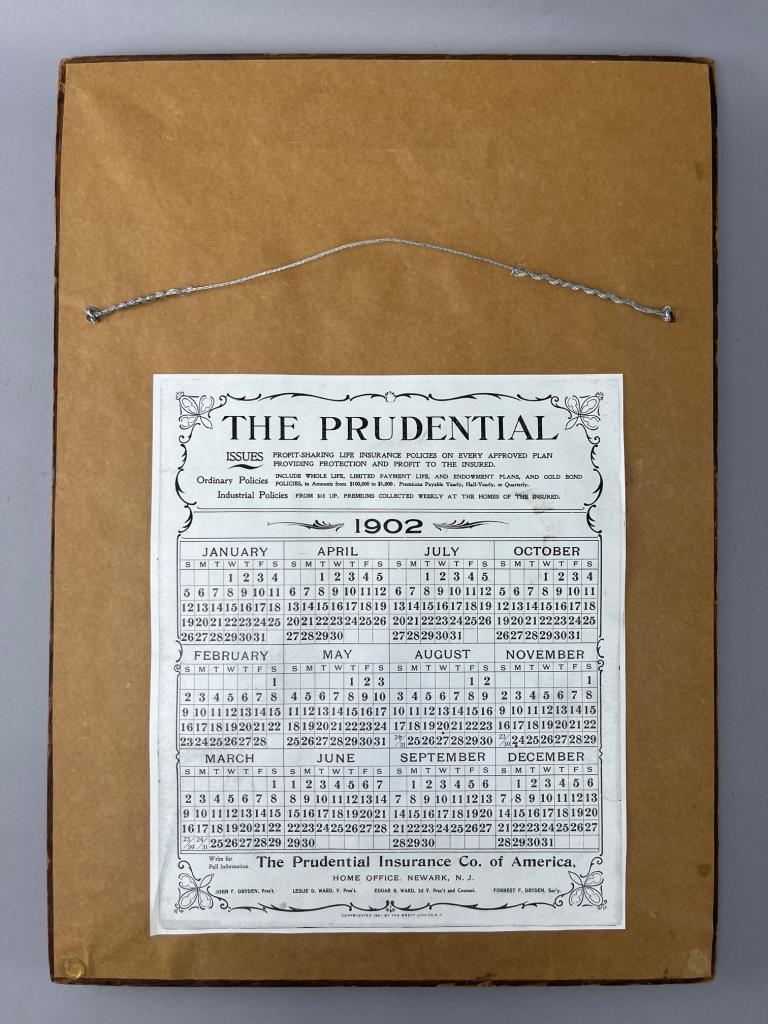 THE PRUDENTIAL
ISSUES PROFIT-SHARING LIFE INSURANCE POLICIES ON EVERY APPROVED PLAN
PROVIDING PROTECTION AND PROFIT TO THE INSURED.
Ordinary Policies INCLUDE WHOLE LIFE, LIMITED PAYMENT LIFE, AND ENDOWMENT PLANS, AND GOLD BOND
POLICIES, in Amounts from $100,000 to $1,000. Premiums Payable Yearly, Half-Yearly, or Quarterly.
Industrial Policies FROM $15 UP. PREMIUMS COLLECTED WEEKLY AT THE HOMES OF THE INSURED.
1902
JANUARY APRIL JULY OCTOBER
S M T W T F S S M T W T F S S M T W T F S S M T W T F S
1 2 3 4 1 2 3 4 5 1 2 3 4 5 1 2 3 4
5 6 7 8 9 10 11 6 7 8 9 10 11 12 6 7 8 9 10 11 12 5 6 7 8 9 10 11
12 13 14 15 16 17 18 13 14 15 16 17 18 19 13 14 15 16 17 18 19 12 13 14 15 16 17 18
19 20 21 22 23 24 25 20 21 22 23 24 25 26 20 21 22 23 24 25 26 19 20 21 22 23 24 25
26 27 28 29 30 31 27 28 29 30 27 28 29 30 31 26 27 28 29 30 31
FEBRUARY MAY AUGUST NOVEMBER
S M T W T F S S M T W T F S S M T W T F S S M T W T F S
1 1 2 3 1 2 1
2 3 4 5 6 7 8 4 5 6 7 8 9 10 3 4 5 6 7 8 9 2 3 4 5 6 7 8
9 10 11 12 13 14 15 11 12 13 14 15 16 17 10 11 12 13 14 15 16 9 10 11 12 13 14 15
16 17 18 19 20 21 22 18 19 20 21 22 23 24 17 18 19 20 21 22 23 16 17 18 19 20 21 22
23 24 25 26 27 28 25 26 27 28 29 30 31 24/31 25 26 27 28 29 30 23/30 24 25 26 27 28 29
MARCH JUNE SEPTEMBER DECEMBER
S M T W T F S S M T W T F S S M T W T F S S M T W T F S
1 1 2 3 4 5 6 7 1 2 3 4 5 6 1 2 3 4 5 6
2 3 4 5 6 7 8 8 9 10 11 12 13 14 7 8 9 10 11 12 13 7 8 9 10 11 12 13
9 10 11 12 13 14 15 15 16 17 18 19 20 21 14 15 16 17 18 19 20 14 15 16 17 18 19 20
16 17 18 19 20 21 22 22 23 24 25 26 27 28 21 22 23 24 25 26 27 21 22 23 24 25 26 27
23/30 24/31 25 26 27 28 29 29 30 28 29 30 28 29 30 31
Write for
Full information The Prudential Insurance Co. of America,
HOME OFFICE, NEWARK, N. J.
JOHN F. DRYDEN, Pres't. LESLIE D. WARD, V. Pres't. EDGAR B. WARD, 2d V. Pres't and Counsel. FORREST F. DRYDEN, Sec'y.
COPYRIGHTED 1901 BY THE BRETT LITH. CO. N.Y.